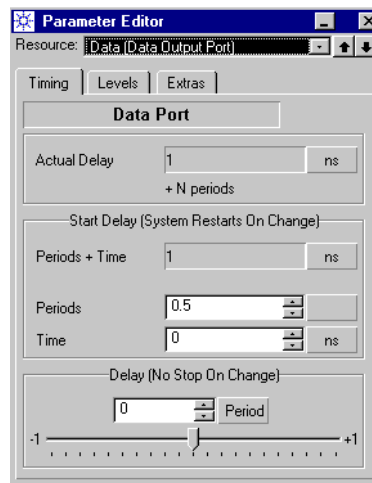 Parameter Editor
Resource: Data (Data Output Port)
Timing Levels Extras
Data Port
Actual Delay 1 ns
+ N periods
Start Delay (System Restarts On Change)
Periods + Time 1 ns
Periods 0.5
Time 0 ns
Delay (No Stop On Change)
0 Period
-1 +1